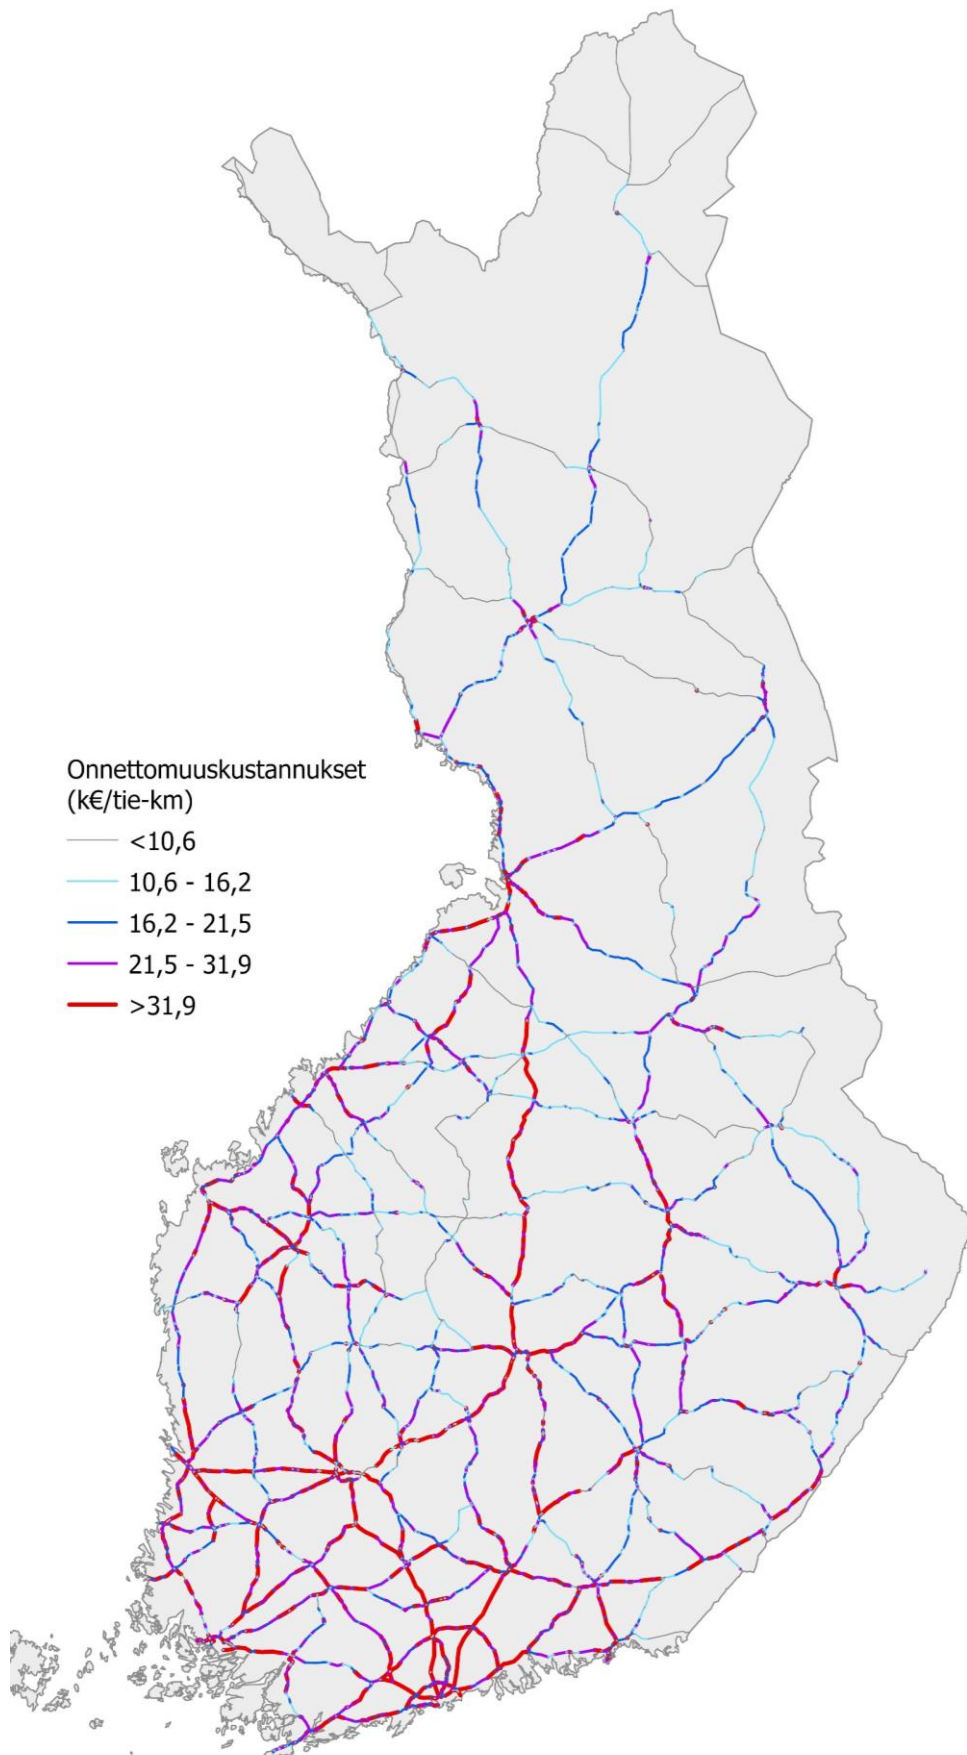 Onnettomuuskustannukset
(k€/tie-km)
<10,6
10,6 - 16,2
16,2 - 21,5
21,5 - 31,9
>31,9